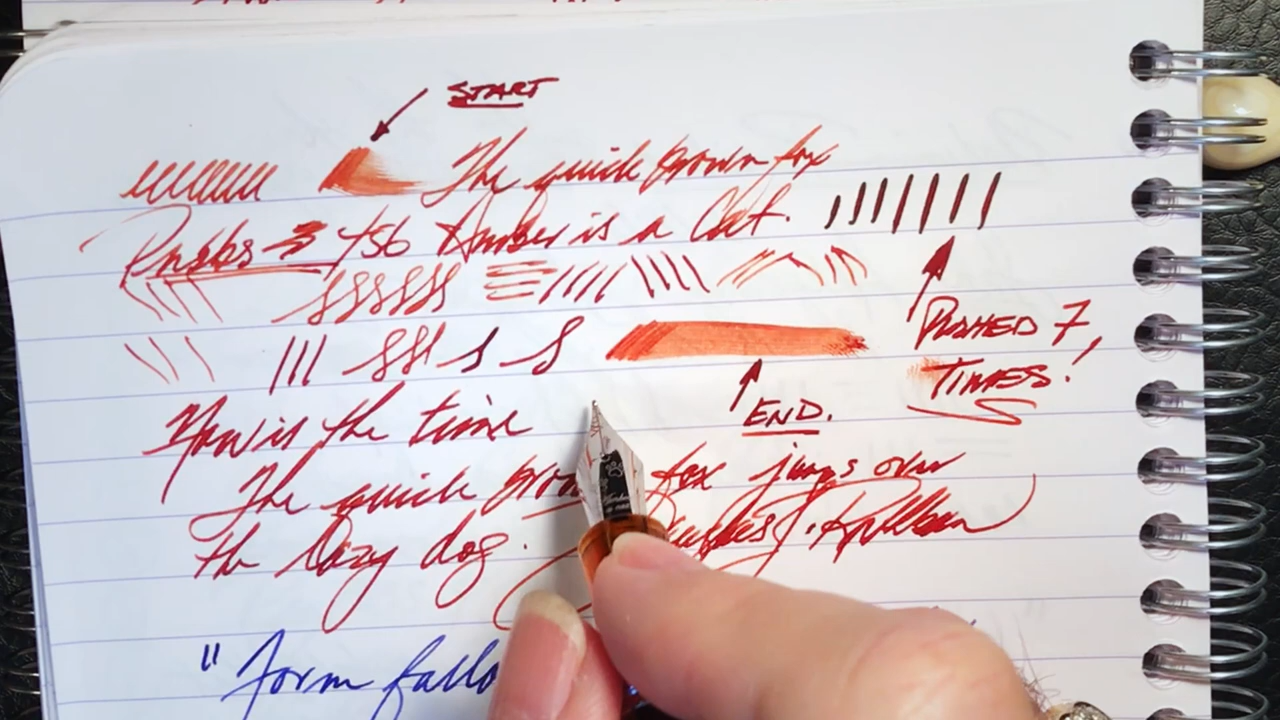 START
The quick brown fox
456 Amber is a Cat.
PUSHED 7
TIMES!
END.
Now is the time
The quick brow fox jumps over
the lazy dog.
"Form follo